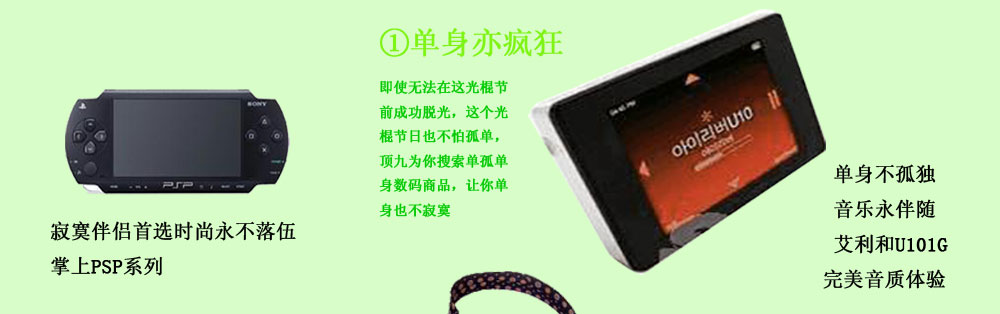 ①单身亦疯狂
即使无法在这光棍节
前成功脱光，这个光
棍节日也不怕孤单，
顶九为你搜索单孤单
身数码商品，让你单
身也不寂寞
SONY
PSP
寂寞伴侣首选时尚永不落伍
掌上PSP系列
아이리버U10
单身不孤独
音乐永伴随
艾利和U101G
完美音质体验